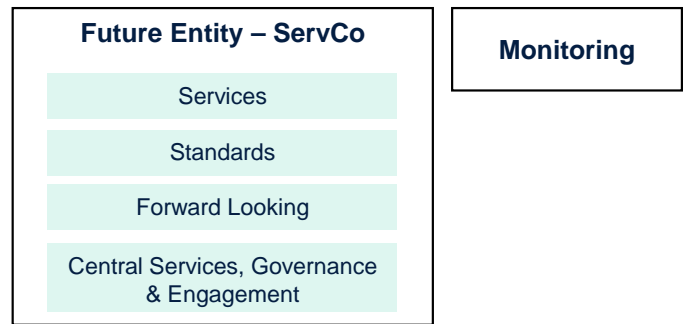 Future Entity – ServCo
Services
Standards
Forward Looking
Central Services, Governance
& Engagement
Monitoring